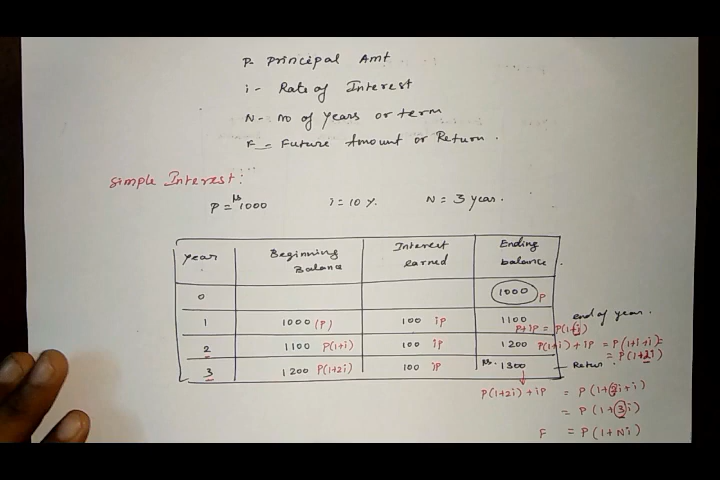 P- Principal Amt
i- Rate of Interest
N- no of years or term
F- Future Amount or Return.
Simple Interest:
P = Rs 1000 i = 10 %. N = 3 year.
year Beginning Balance Interest earned Ending balance
0 1000 P
1 1000 (P) 100 iP 1100 end of year.
P+iP = P(1+i)
2 1100 P(1+i) 100 iP 1200 P(1+i) + iP = P(1+i+i)=
= P(1+2i)
3 1200 P(1+2i) 100 iP Rs. 1300 — Return
P(1+2i) + iP = P(1+2i+i)
= P(1+3i)
F = P(1+Ni)